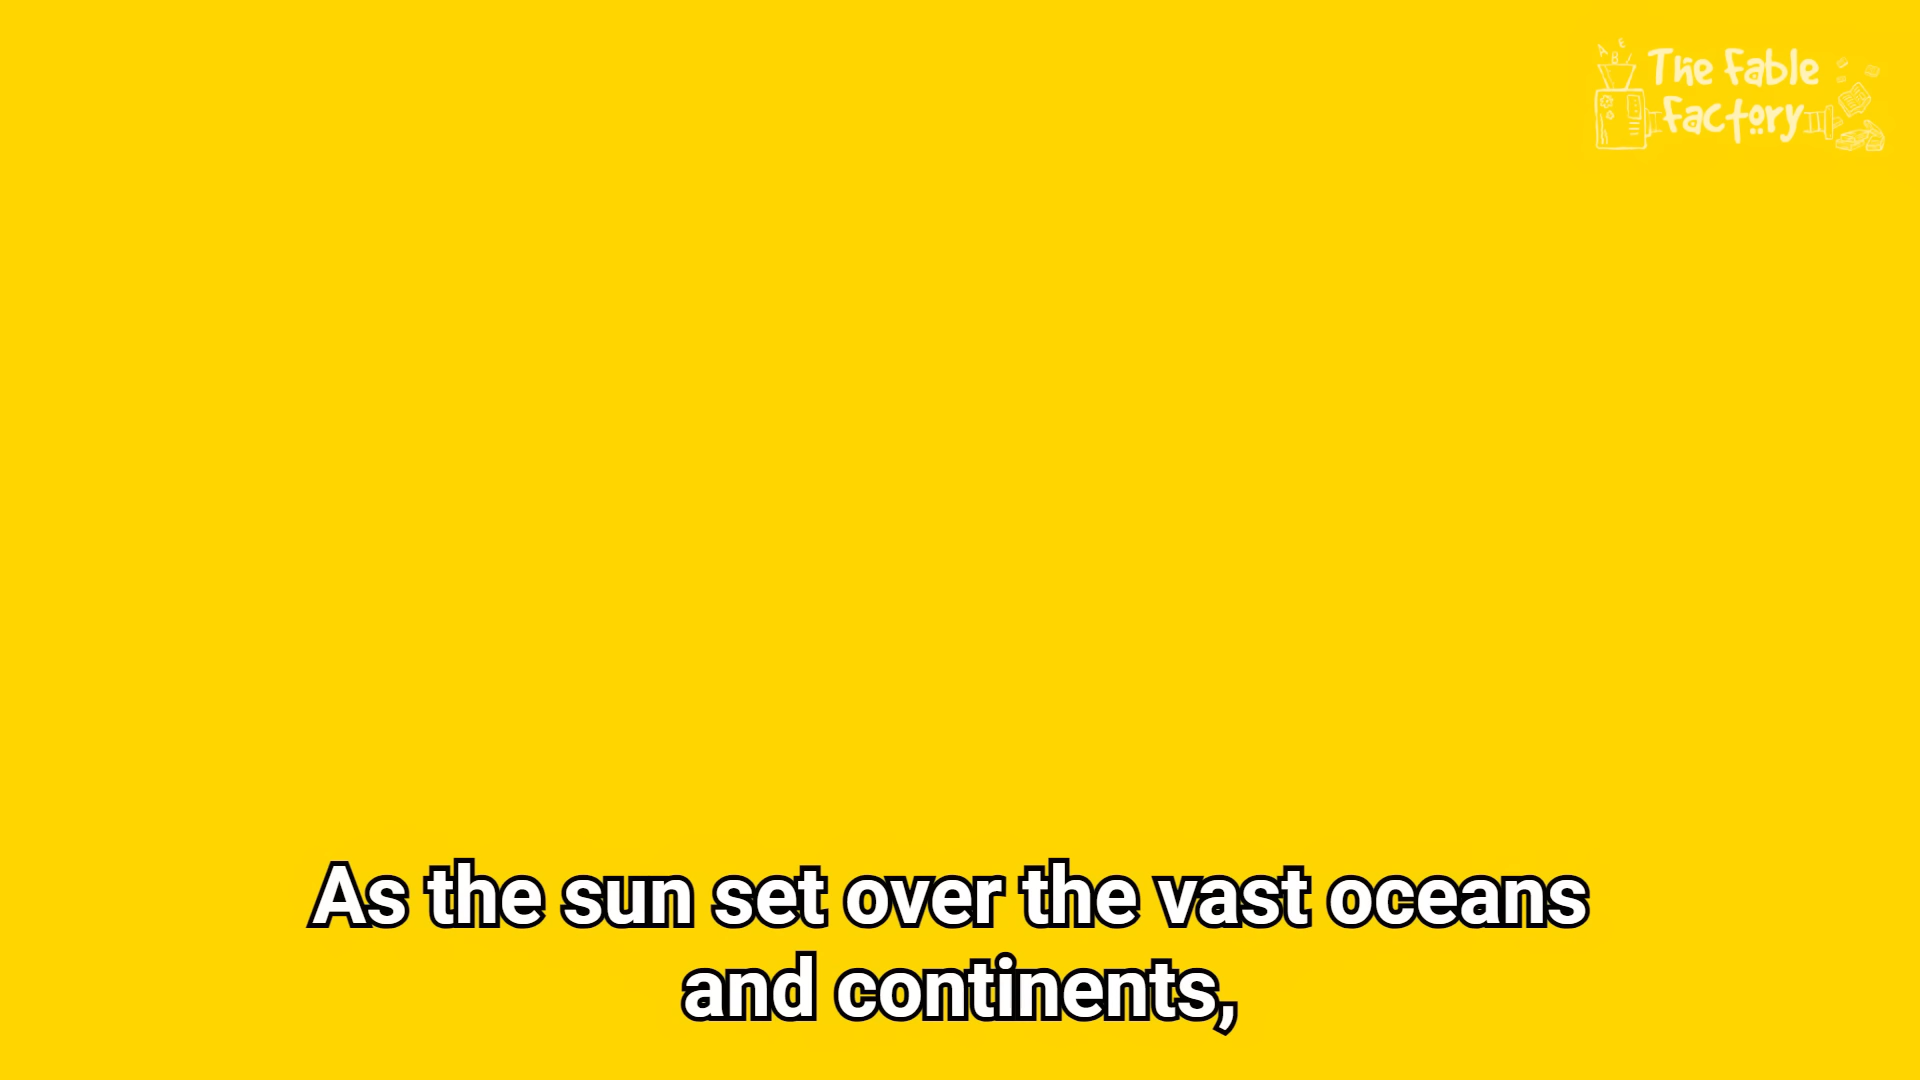 The Fable
Factory
As the sun set over the vast oceans
and continents,